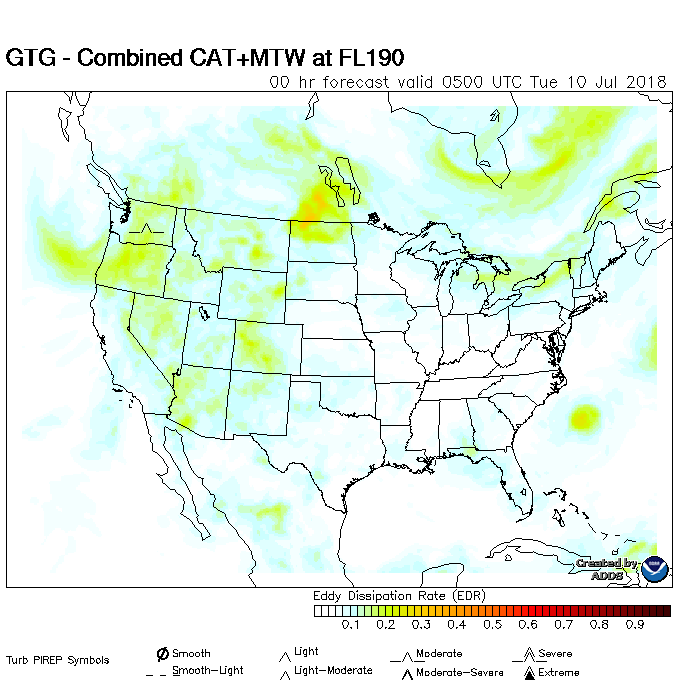 GTG - Combined CAT+MTW at FL190
00 hr forecast valid 0500 UTC Tue 10 Jul 2018
Created by
ADDS
Eddy Dissipation Rate (EDR)
0.1 0.2 0.3 0.4 0.5 0.6 0.7 0.8 0.9
Turb PIREP Symbols
Smooth Light Moderate Severe
Smooth-Light Light-Moderate Moderate-Severe Extreme